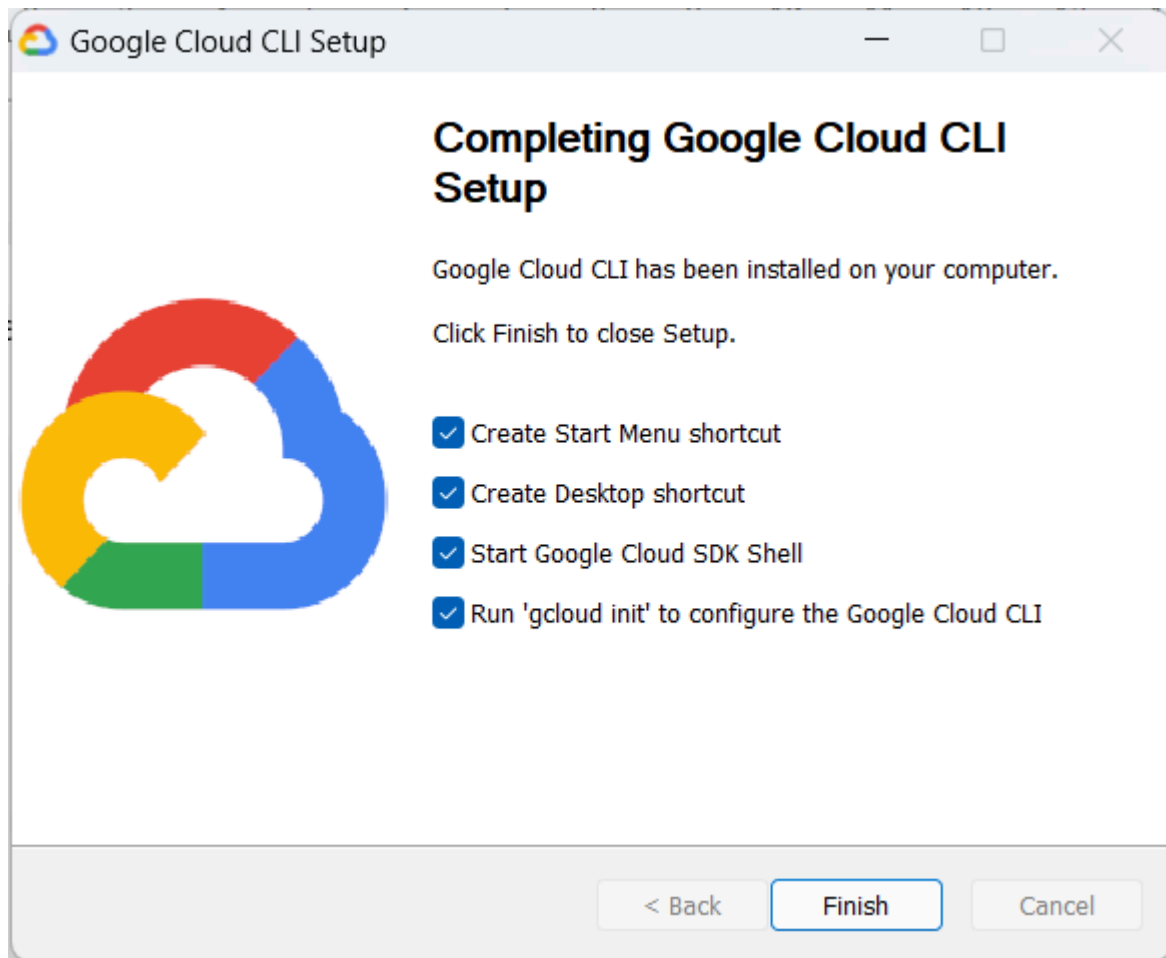 Google Cloud CLI Setup
Completing Google Cloud CLI
Setup
Google Cloud CLI has been installed on your computer.
Click Finish to close Setup.
Create Start Menu shortcut
Create Desktop shortcut
Start Google Cloud SDK Shell
Run 'gcloud init' to configure the Google Cloud CLI
< Back
Finish
Cancel